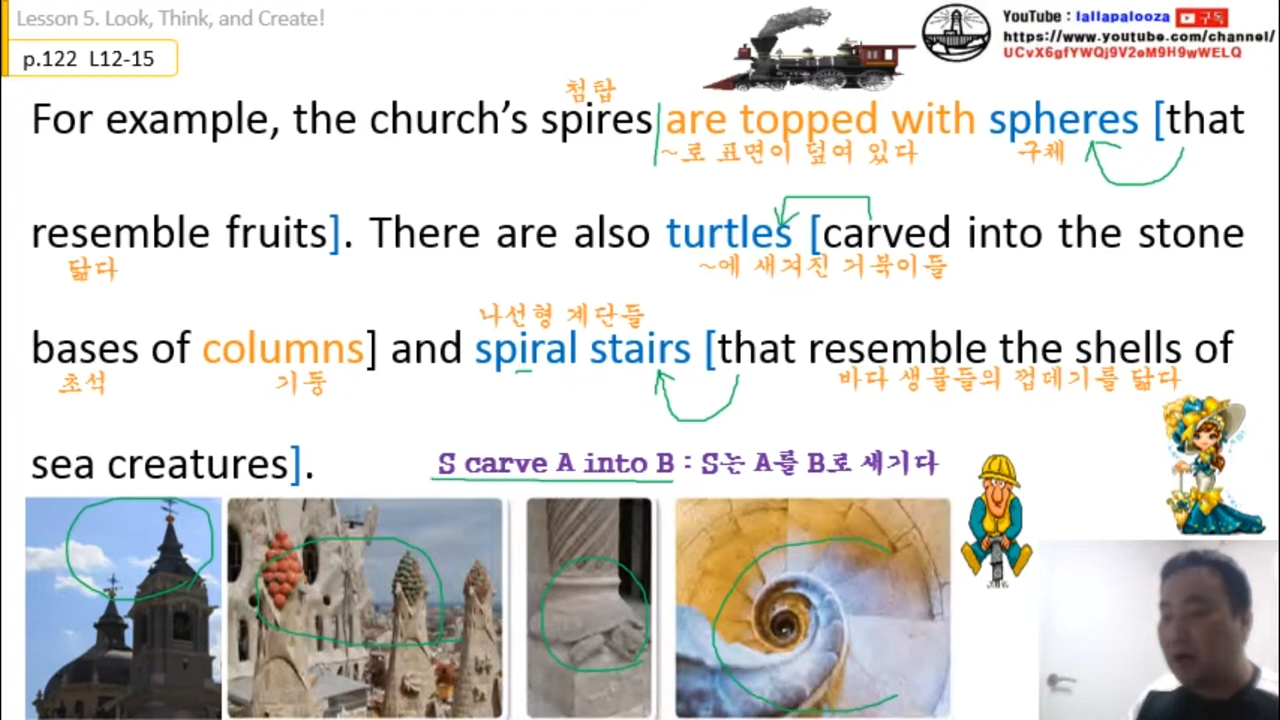 Lesson 5. Look, Think, and Create!
p.122 L12-15
YouTube : lallapalooza 구독
https://www.youtube.com/channel/
UCvX6gfYWQj9V2eM9H9wWELQ
첨탑
For example, the church's spires are topped with spheres [that
~로 표면이 덮여 있다 구체
resemble fruits]. There are also turtles [carved into the stone
닮다 ~에 새겨진 거북이들
나선형 계단들
bases of columns] and spiral stairs [that resemble the shells of
초석 기둥 바다 생물들의 껍데기를 닮다
sea creatures].
S carve A into B : S는 A를 B로 새기다